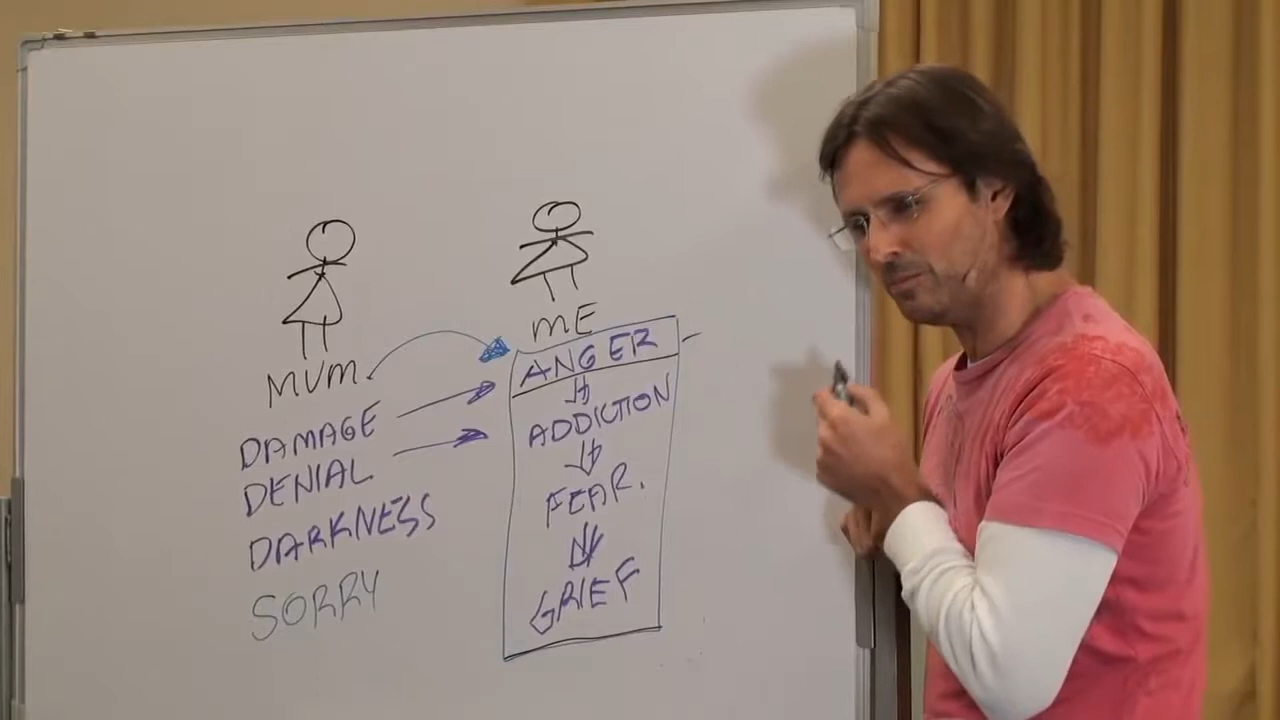 MUM
DAMAGE
DENIAL
DARKNESS
SORRY
ME
ANGER
ADDICTION
FEAR.
GRIEF